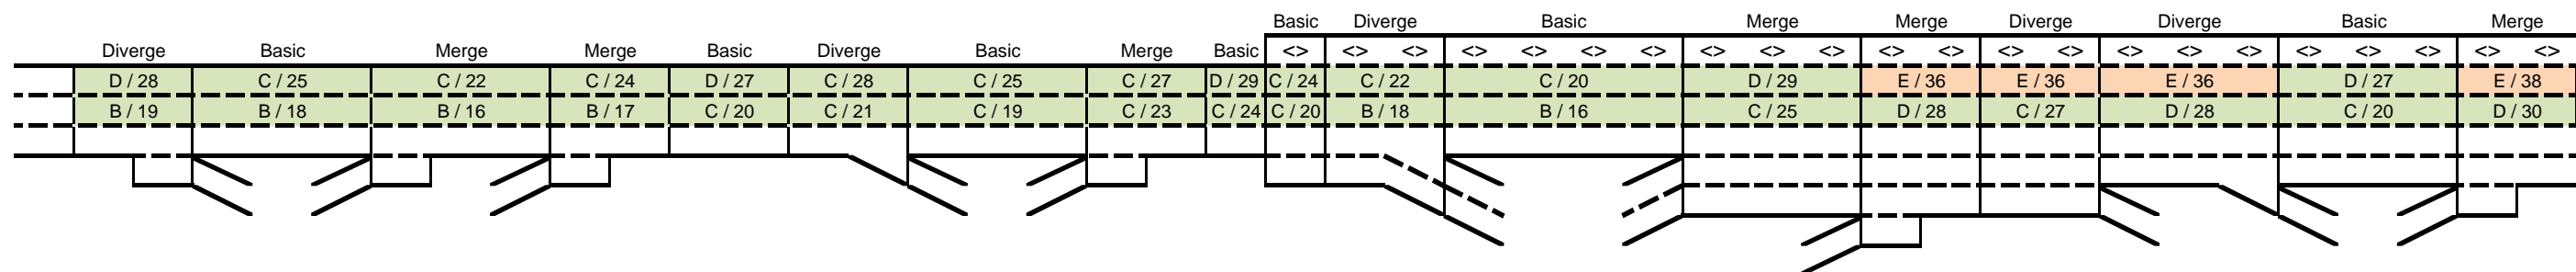 Basic Diverge Basic Merge Merge Diverge Diverge Basic Merge
Diverge Basic Merge Merge Basic Diverge Basic Merge Basic <> <> <> <> <> <> <> <> <> <> <> <> <> <> <> <> <> <> <> <> <> <>
D / 28 C / 25 C / 22 C / 24 D / 27 C / 28 C / 25 C / 27 D / 29 C / 24 C / 22 C / 20 D / 29 E / 36 E / 36 E / 36 D / 27 E / 38
B / 19 B / 18 B / 16 B / 17 C / 20 C / 21 C / 19 C / 23 C / 24 C / 20 B / 18 B / 16 C / 25 D / 28 C / 27 D / 28 C / 20 D / 30